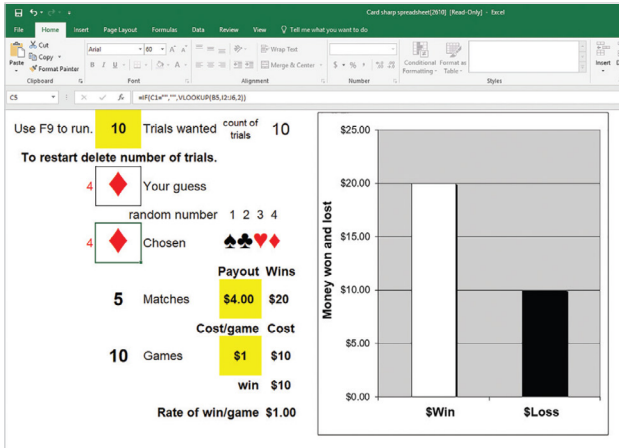 Card sharp spreadsheet[2610] [Read-Only] - Excel
File Home Insert Page Layout Formulas Data Review View Tell me what you want to do
Paste
Cut
Copy
Format Painter
Clipboard
Arial 60
B I U
Font
Wrap Text
Merge & Center
Alignment
$ % ,
Number
Conditional Formatting
Format as Table
Styles
Insert
C5 fx =IF(C1="","",VLOOKUP(B5,I2:J6,2))
Use F9 to run. 10 Trials wanted count of trials 10
To restart delete number of trials.
4 ♦ Your guess
random number 1 2 3 4
4 ♦ Chosen ♠♣♥♦
Payout Wins
5 Matches $4.00 $20
Cost/game Cost
10 Games $1 $10
win $10
Rate of win/game $1.00
Money won and lost
$25.00
$20.00
$15.00
$10.00
$5.00
$0.00
$Win $Loss